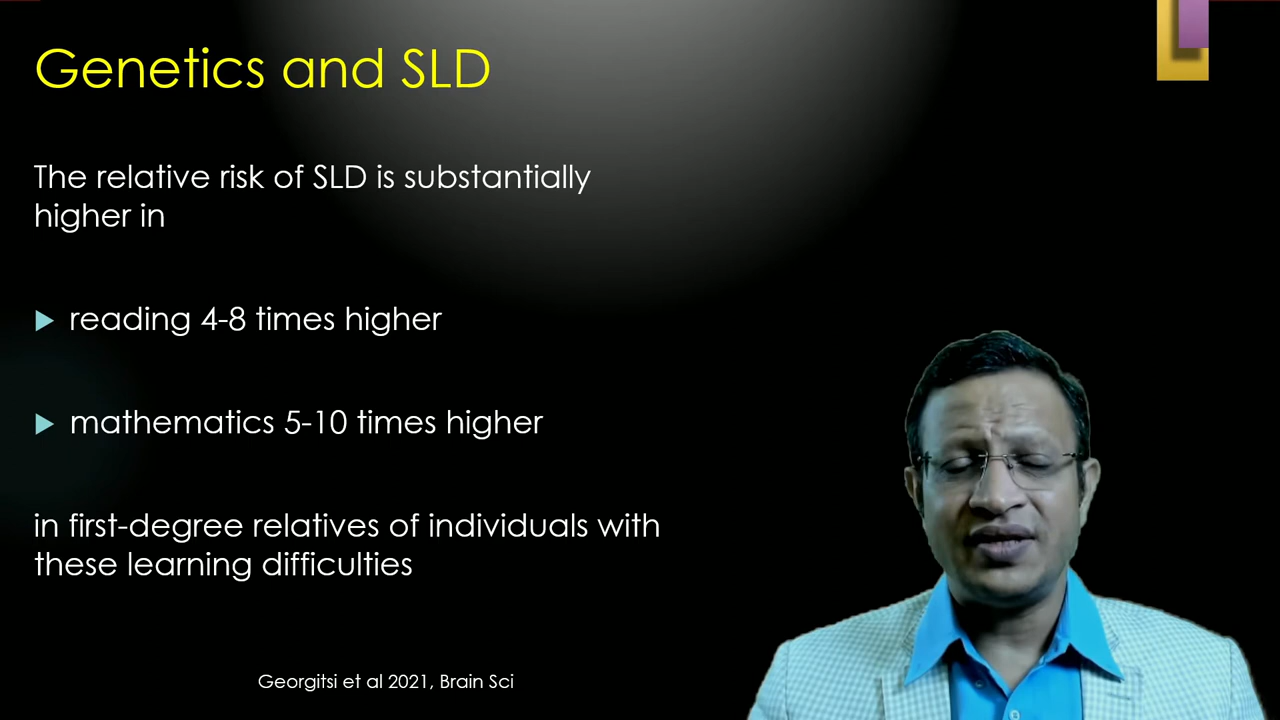 Genetics and SLD
The relative risk of SLD is substantially
higher in
reading 4-8 times higher
mathematics 5-10 times higher
in first-degree relatives of individuals with
these learning difficulties
Georgitsi et al 2021, Brain Sci